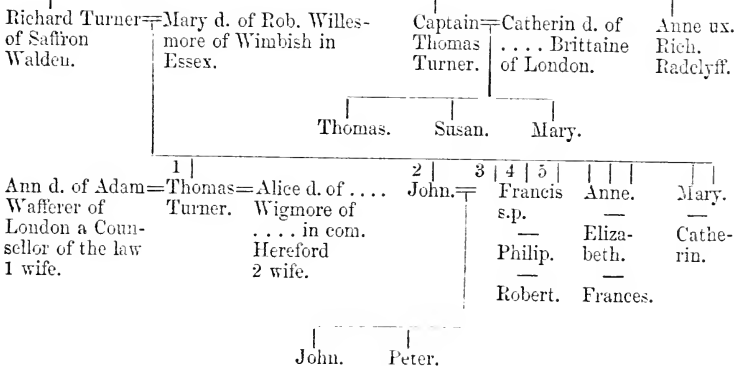 Richard Turner=Mary d. of Rob. Willes-
of Saffron more of Wimbish in
Walden. Essex.
Captain=Catherin d. of
Thomas .... Brittaine
Turner. of London.
Anne ux.
Rich.
Radclyff.
Thomas. Susan. Mary.
1 2 3 4 5
Ann d. of Adam=Thomas=Alice d. of ....
Wafferer of Turner. Wigmore of
London a Coun- .... in com.
sellor of the law Hereford
1 wife. 2 wife.
John.=
Francis
s.p.
—
Philip.
—
Robert.
Anne.
—
Eliza-
beth.
—
Frances.
Mary.
—
Cathe-
rin.
John. Peter.